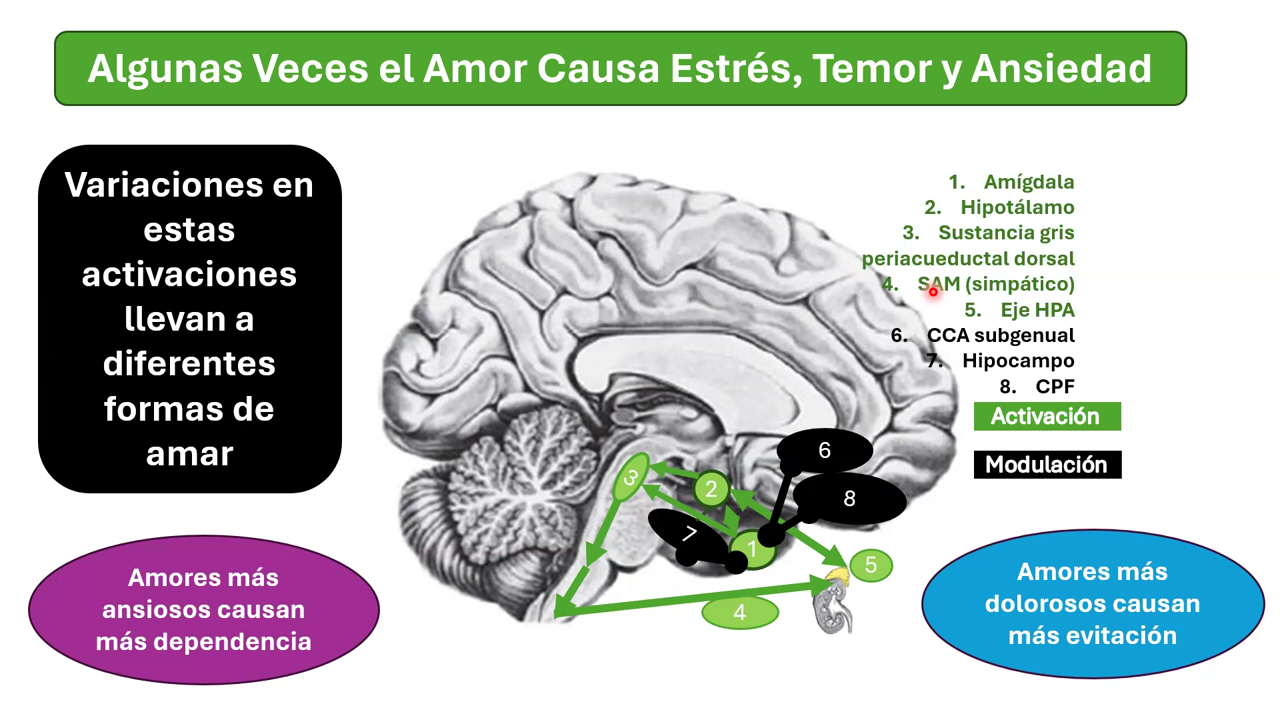 Algunas Veces el Amor Causa Estrés, Temor y Ansiedad
Variaciones en
estas
activaciones
llevan a
diferentes
formas de
amar
1. Amígdala
2. Hipotálamo
3. Sustancia gris
periacueductal dorsal
4. SAM (simpático)
5. Eje HPA
6. CCA subgenual
7. Hipocampo
8. CPF
Activación
Modulación
6
3
2
8
7
1
5
4
Amores más
ansiosos causan
más dependencia
Amores más
dolorosos causan
más evitación